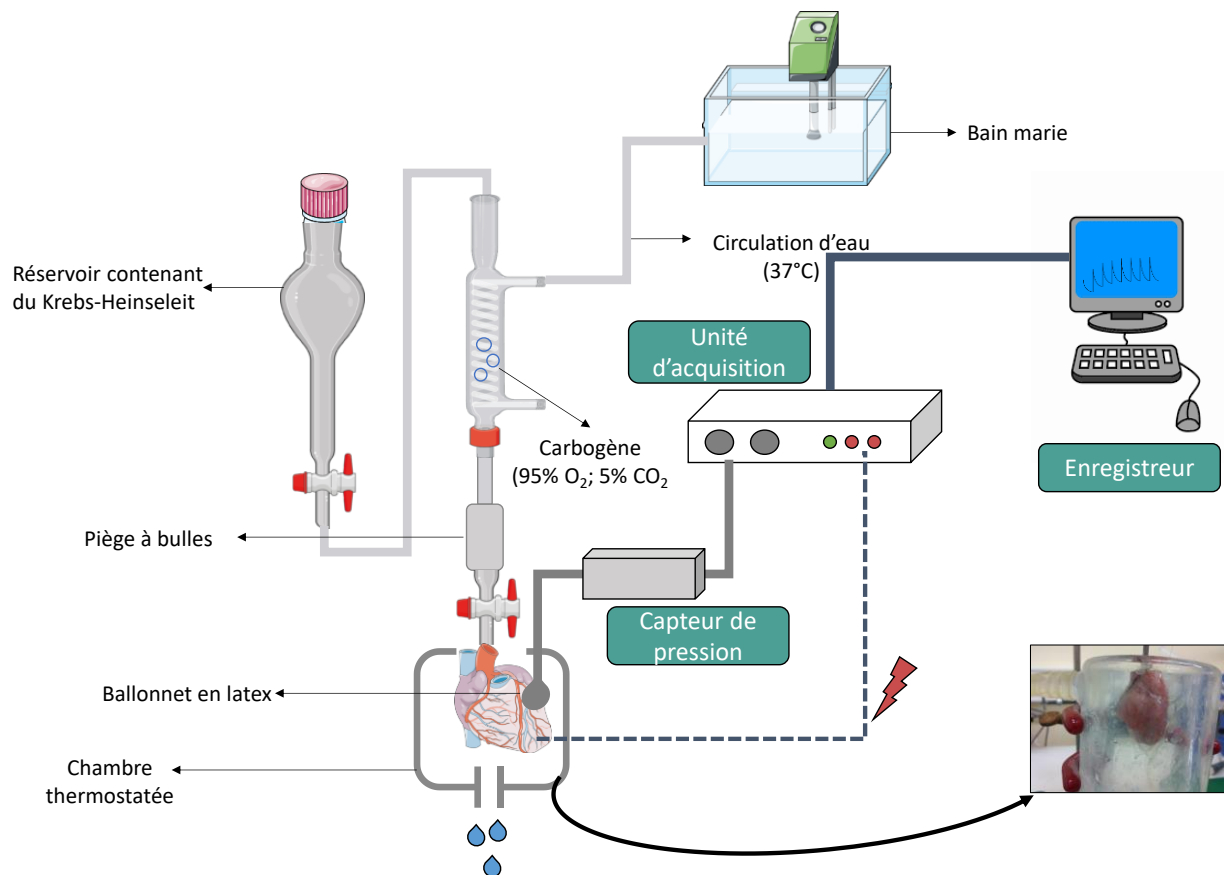 Bain marie
Circulation d'eau
(37°C)
Réservoir contenant
du Krebs-Heinseleit
Unité
d'acquisition
Carbogène
(95% O₂; 5% CO₂
Enregistreur
Piège à bulles
Capteur de
pression
Ballonnet en latex
Chambre
thermostatée